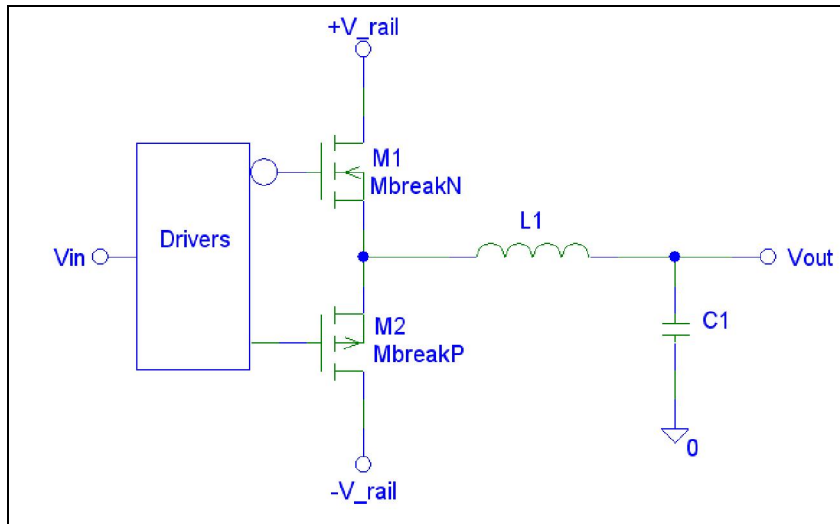 +V_rail
M1
MbreakN
L1
Drivers
Vin
Vout
M2
MbreakP
C1
0
-V_rail